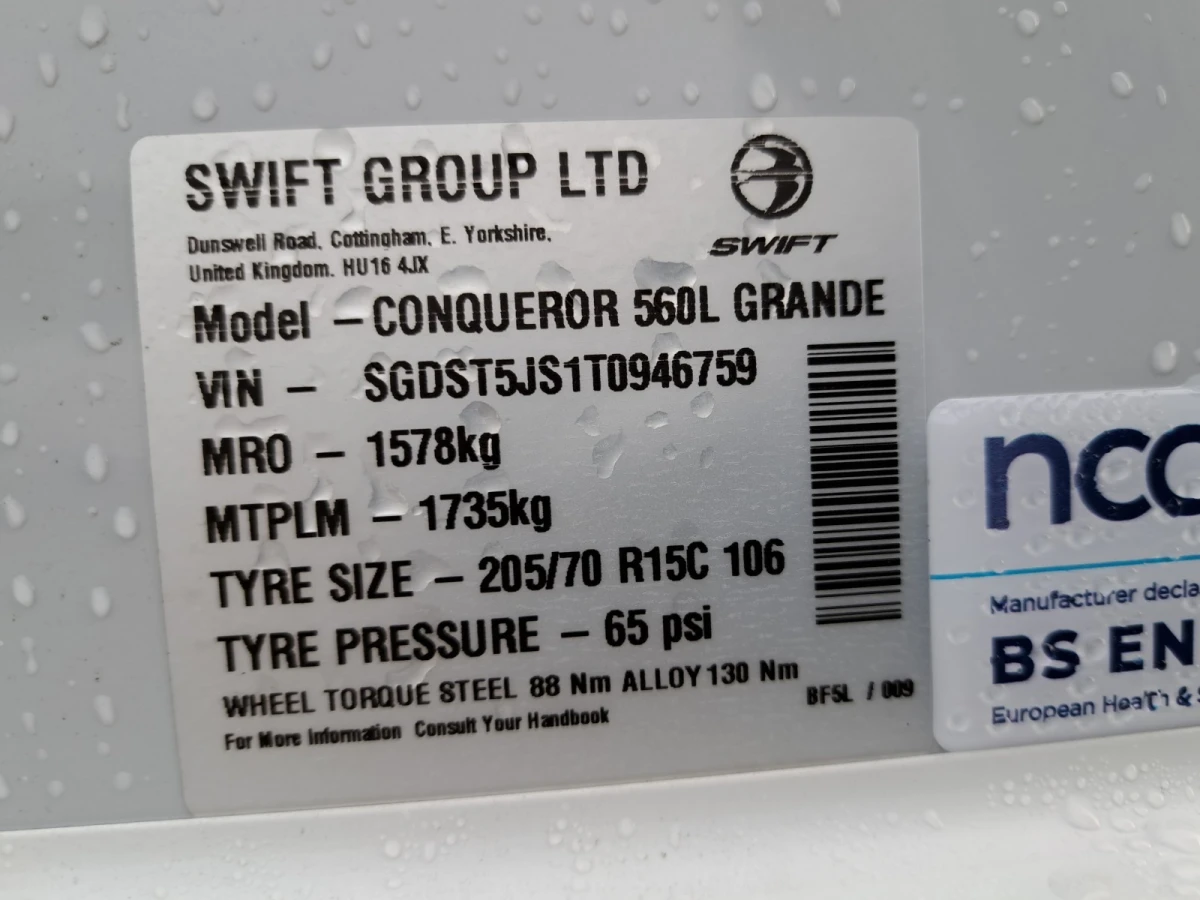 SWIFT GROUP LTD
SWIFT
Dunswell Road, Cottingham, E. Yorkshire,
United Kingdom. HU16 4JX
Model – CONQUEROR 560L GRANDE
VIN – SGDST5JS1T0946759
MRO – 1578kg
MTPLM – 1735kg
TYRE SIZE – 205/70 R15C 106
TYRE PRESSURE – 65 psi
WHEEL TORQUE STEEL 88 Nm ALLOY 130 Nm
BF5L / 009
For More Information Consult Your Handbook
ncc
Manufacturer decla
BS EN
European Health &